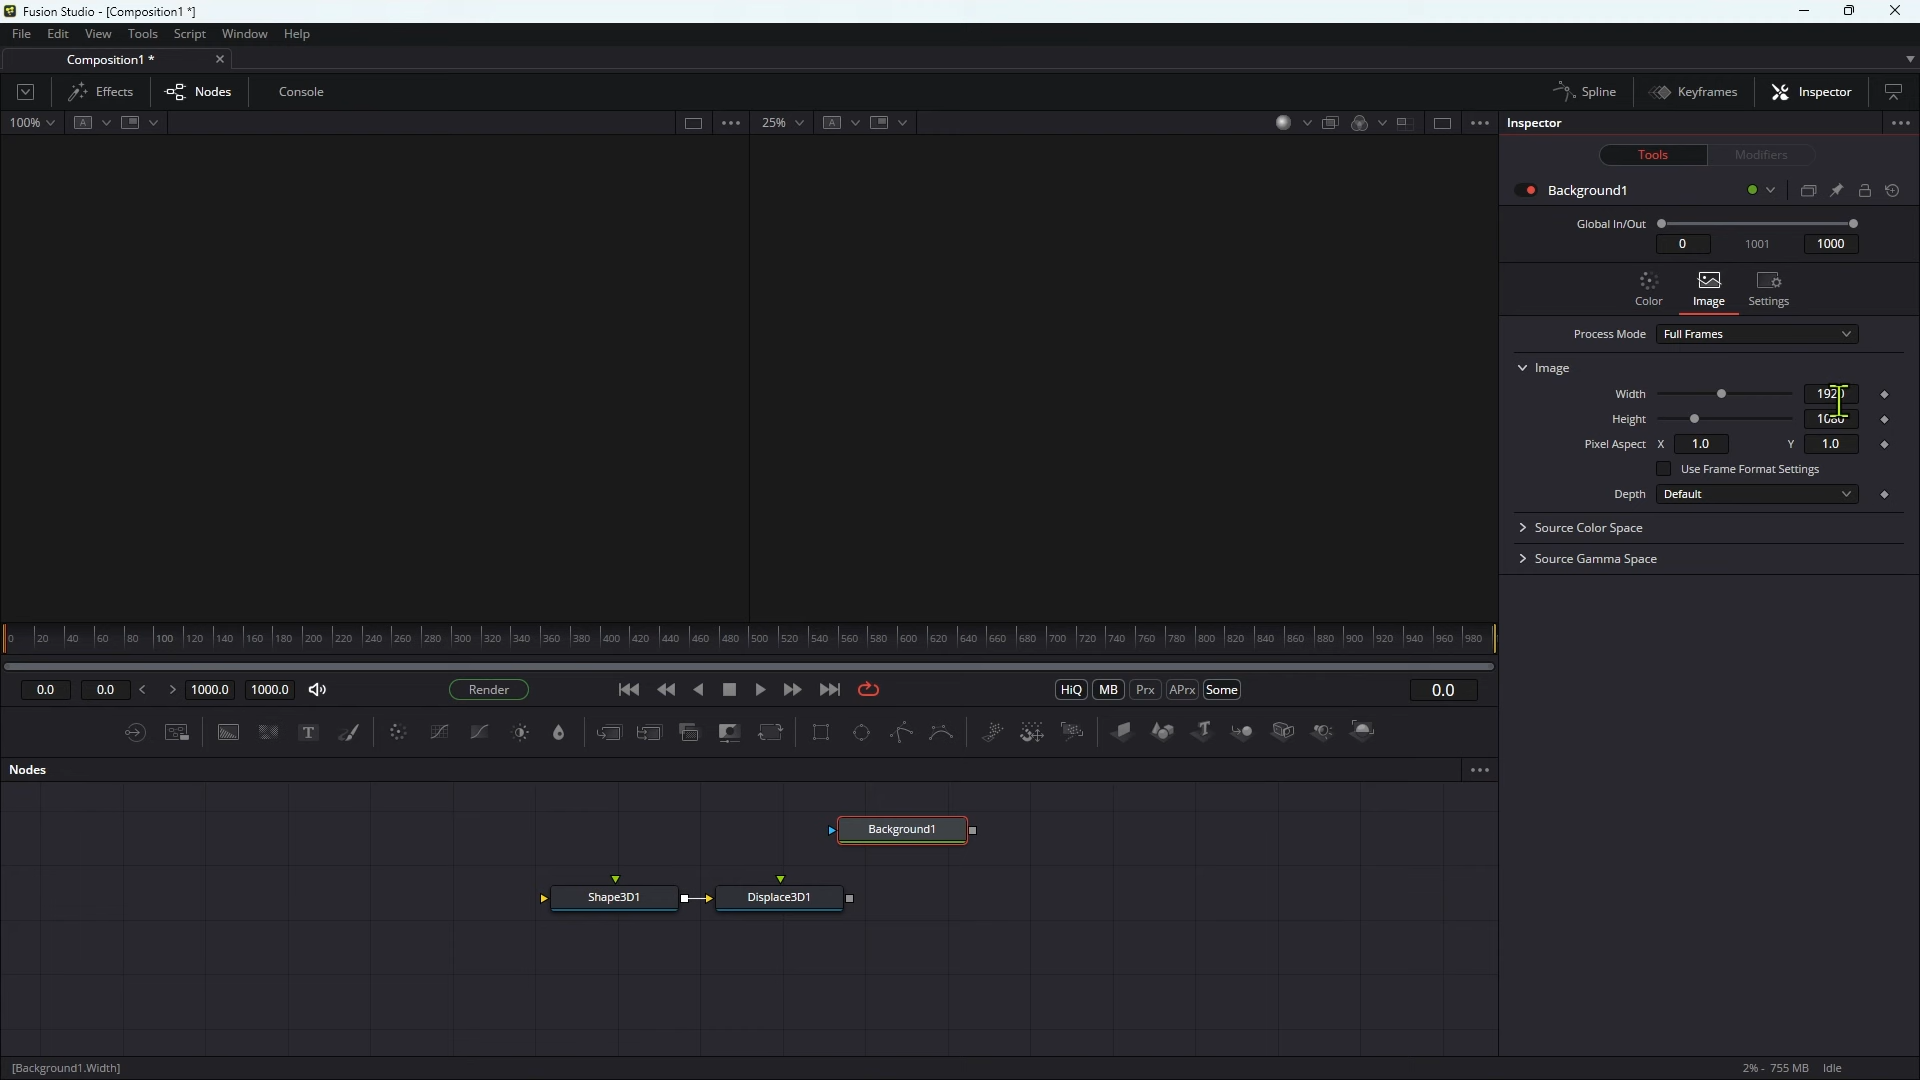 Fusion Studio - [Composition1 *]
File Edit View Tools Script Window Help
Composition1 *
Effects Nodes Console Spline Keyframes Inspector
100% A 25% A Inspector
Tools Modifiers
Background1
Global In/Out
0 1001 1000
Color Image Settings
Process Mode Full Frames
Image
Width 1920
Height 1080
Pixel Aspect X 1.0 Y 1.0
Use Frame Format Settings
Depth Default
Source Color Space
Source Gamma Space
0 20 40 60 80 100 120 140 160 180 200 220 240 260 280 300 320 340 360 380 400 420 440 460 480 500 520 540 560 580 600 620 640 660 680 700 720 740 760 780 800 820 840 860 880 900 920 940 960 980
0.0 0.0 < > 1000.0 1000.0 Render HiQ MB Prx APrx Some 0.0
T T
Nodes
Background1
Shape3D1 Displace3D1
[Background1.Width] 2% - 755 MB Idle